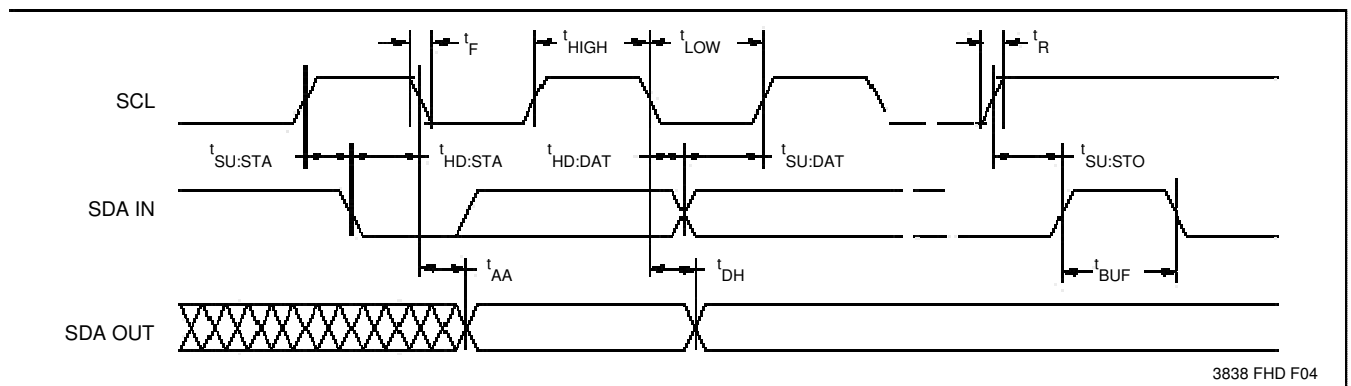 tF tHIGH tLOW tR
SCL
tSU:STA tHD:STA tHD:DAT tSU:DAT tSU:STO
SDA IN
tAA tDH tBUF
SDA OUT
3838 FHD F04